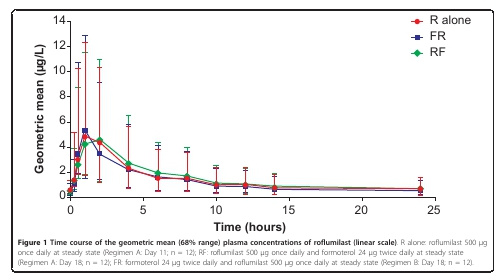 14
12
10
8
6
4
2
0
0
5
10
15
20
25
Geometric mean (µg/L)
Time (hours)
R alone
FR
RF
Figure 1 Time course of the geometric mean (68% range) plasma concentrations of roflumilast (linear scale). R alone: roflumilast 500 µg
once daily at steady state (Regimen A: Day 11; n = 12); RF: roflumilast 500 µg once daily and formoterol 24 µg twice daily at steady state
(Regimen A: Day 18; n = 12); FR: formoterol 24 µg twice daily and roflumilast 500 µg once daily at steady state (Regimen B: Day 18; n = 12).